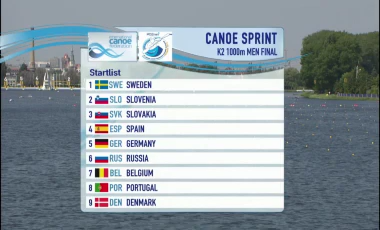 canoe
federation
CANOE SPRINT
K2 1000m MEN FINAL
Startlist
1 SWE SWEDEN
2 SLO SLOVENIA
3 SVK SLOVAKIA
4 ESP SPAIN
5 GER GERMANY
6 RUS RUSSIA
7 BEL BELGIUM
8 POR PORTUGAL
9 DEN DENMARK